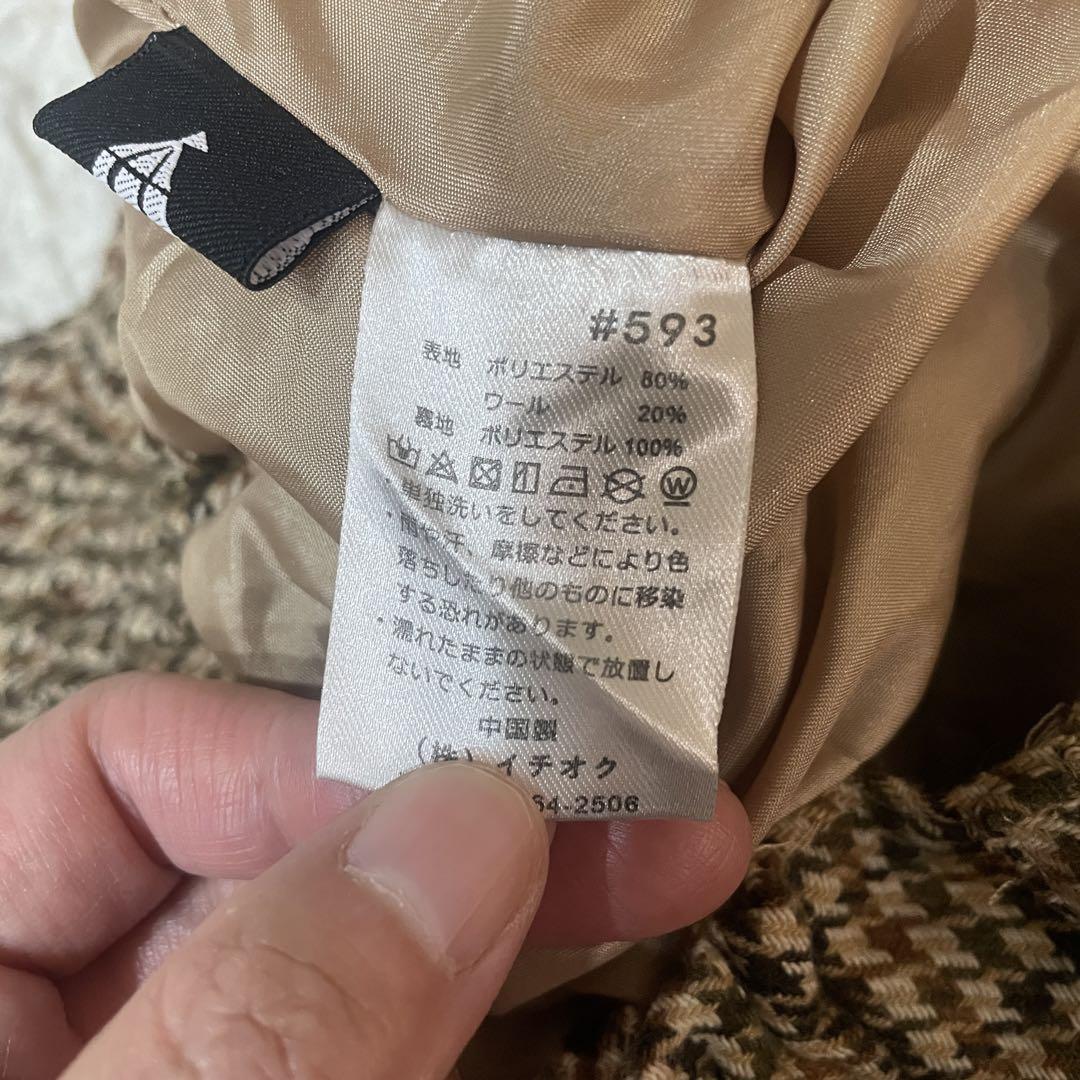 #593
表地 ポリエステル 80%
ウール 20%
裏地 ポリエステル 100%
W
・単独洗いをしてください。
・雨や汗、摩擦などにより色
落ちしたり他のものに移染
する恐れがあります。
・濡れたままの状態で放置し
ないでください。
中国製
(株)イチオク
64-2506